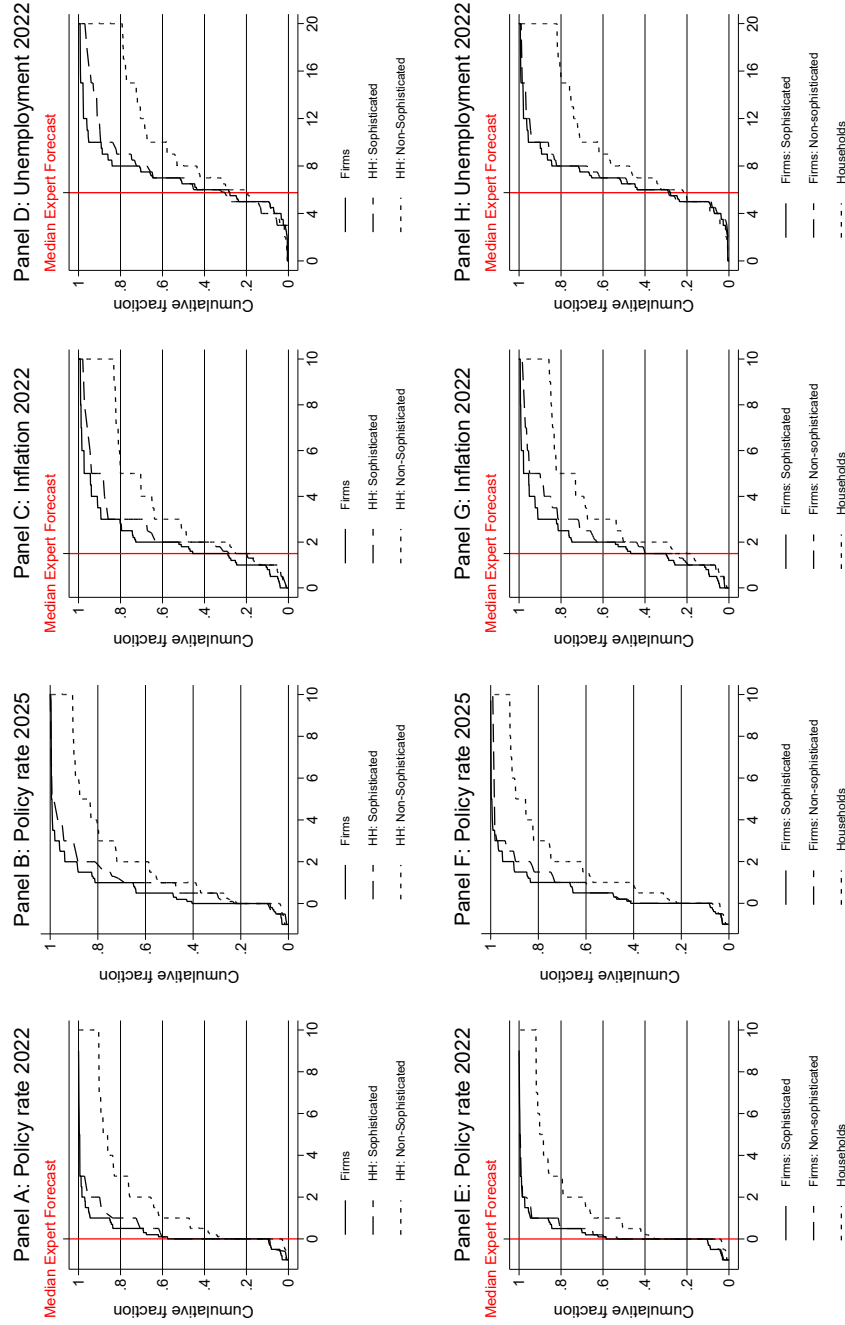 Panel A: Policy rate 2022
Median Expert Forecast
Cumulative fraction
1
.8
.6
.4
.2
0
0 2 4 6 8 10
Firms
HH: Sophisticated
HH: Non-Sophisticated
Panel B: Policy rate 2025
Cumulative fraction
1
.8
.6
.4
.2
0
0 2 4 6 8 10
Firms
HH: Sophisticated
HH: Non-Sophisticated
Panel C: Inflation 2022
Median Expert Forecast
Cumulative fraction
1
.8
.6
.4
.2
0
0 2 4 6 8 10
Firms
HH: Sophisticated
HH: Non-Sophisticated
Panel D: Unemployment 2022
Median Expert Forecast
Cumulative fraction
1
.8
.6
.4
.2
0
0 4 8 12 16 20
Firms
HH: Sophisticated
HH: Non-Sophisticated
Panel E: Policy rate 2022
Median Expert Forecast
Cumulative fraction
1
.8
.6
.4
.2
0
0 2 4 6 8 10
Firms: Sophisticated
Firms: Non-sophisticated
Households
Panel F: Policy rate 2025
Cumulative fraction
1
.8
.6
.4
.2
0
0 2 4 6 8 10
Firms: Sophisticated
Firms: Non-sophisticated
Households
Panel G: Inflation 2022
Median Expert Forecast
Cumulative fraction
1
.8
.6
.4
.2
0
0 2 4 6 8 10
Firms: Sophisticated
Firms: Non-sophisticated
Households
Panel H: Unemployment 2022
Median Expert Forecast
Cumulative fraction
1
.8
.6
.4
.2
0
0 4 8 12 16 20
Firms: Sophisticated
Firms: Non-sophisticated
Households